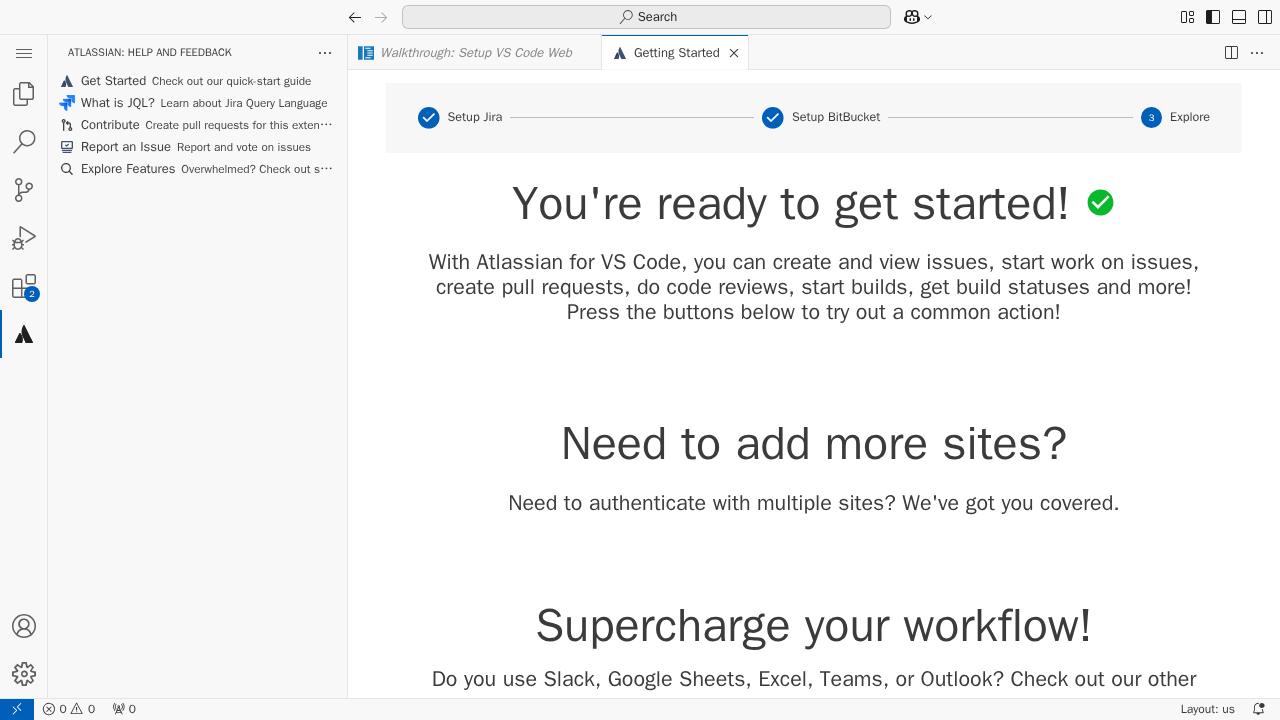 Search
ATLASSIAN: HELP AND FEEDBACK
Get Started Check out our quick-start guide
What is JQL? Learn about Jira Query Language
Contribute Create pull requests for this exten…
Report an Issue Report and vote on issues
Explore Features Overwhelmed? Check out s…
2
Walkthrough: Setup VS Code Web
Getting Started
Setup Jira
Setup BitBucket
3 Explore
You're ready to get started!
With Atlassian for VS Code, you can create and view issues, start work on issues,
create pull requests, do code reviews, start builds, get build statuses and more!
Press the buttons below to try out a common action!
Need to add more sites?
Need to authenticate with multiple sites? We've got you covered.
Supercharge your workflow!
Do you use Slack, Google Sheets, Excel, Teams, or Outlook? Check out our other
0 0 0
Layout: us